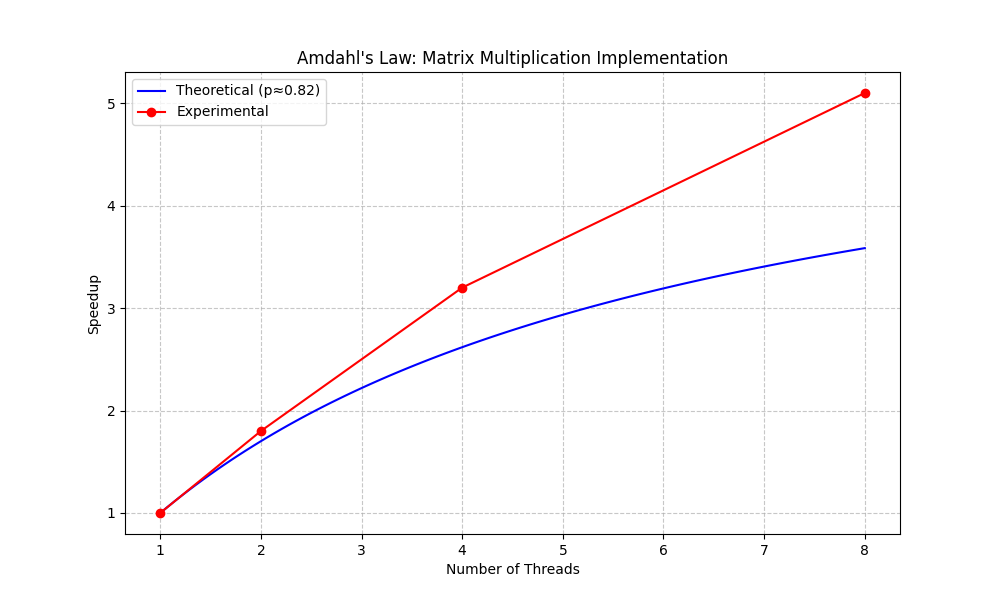 Amdahl's Law: Matrix Multiplication Implementation
Theoretical (p≈0.82)
Experimental
5
4
3
2
1
Speedup
1 2 3 4 5 6 7 8
Number of Threads